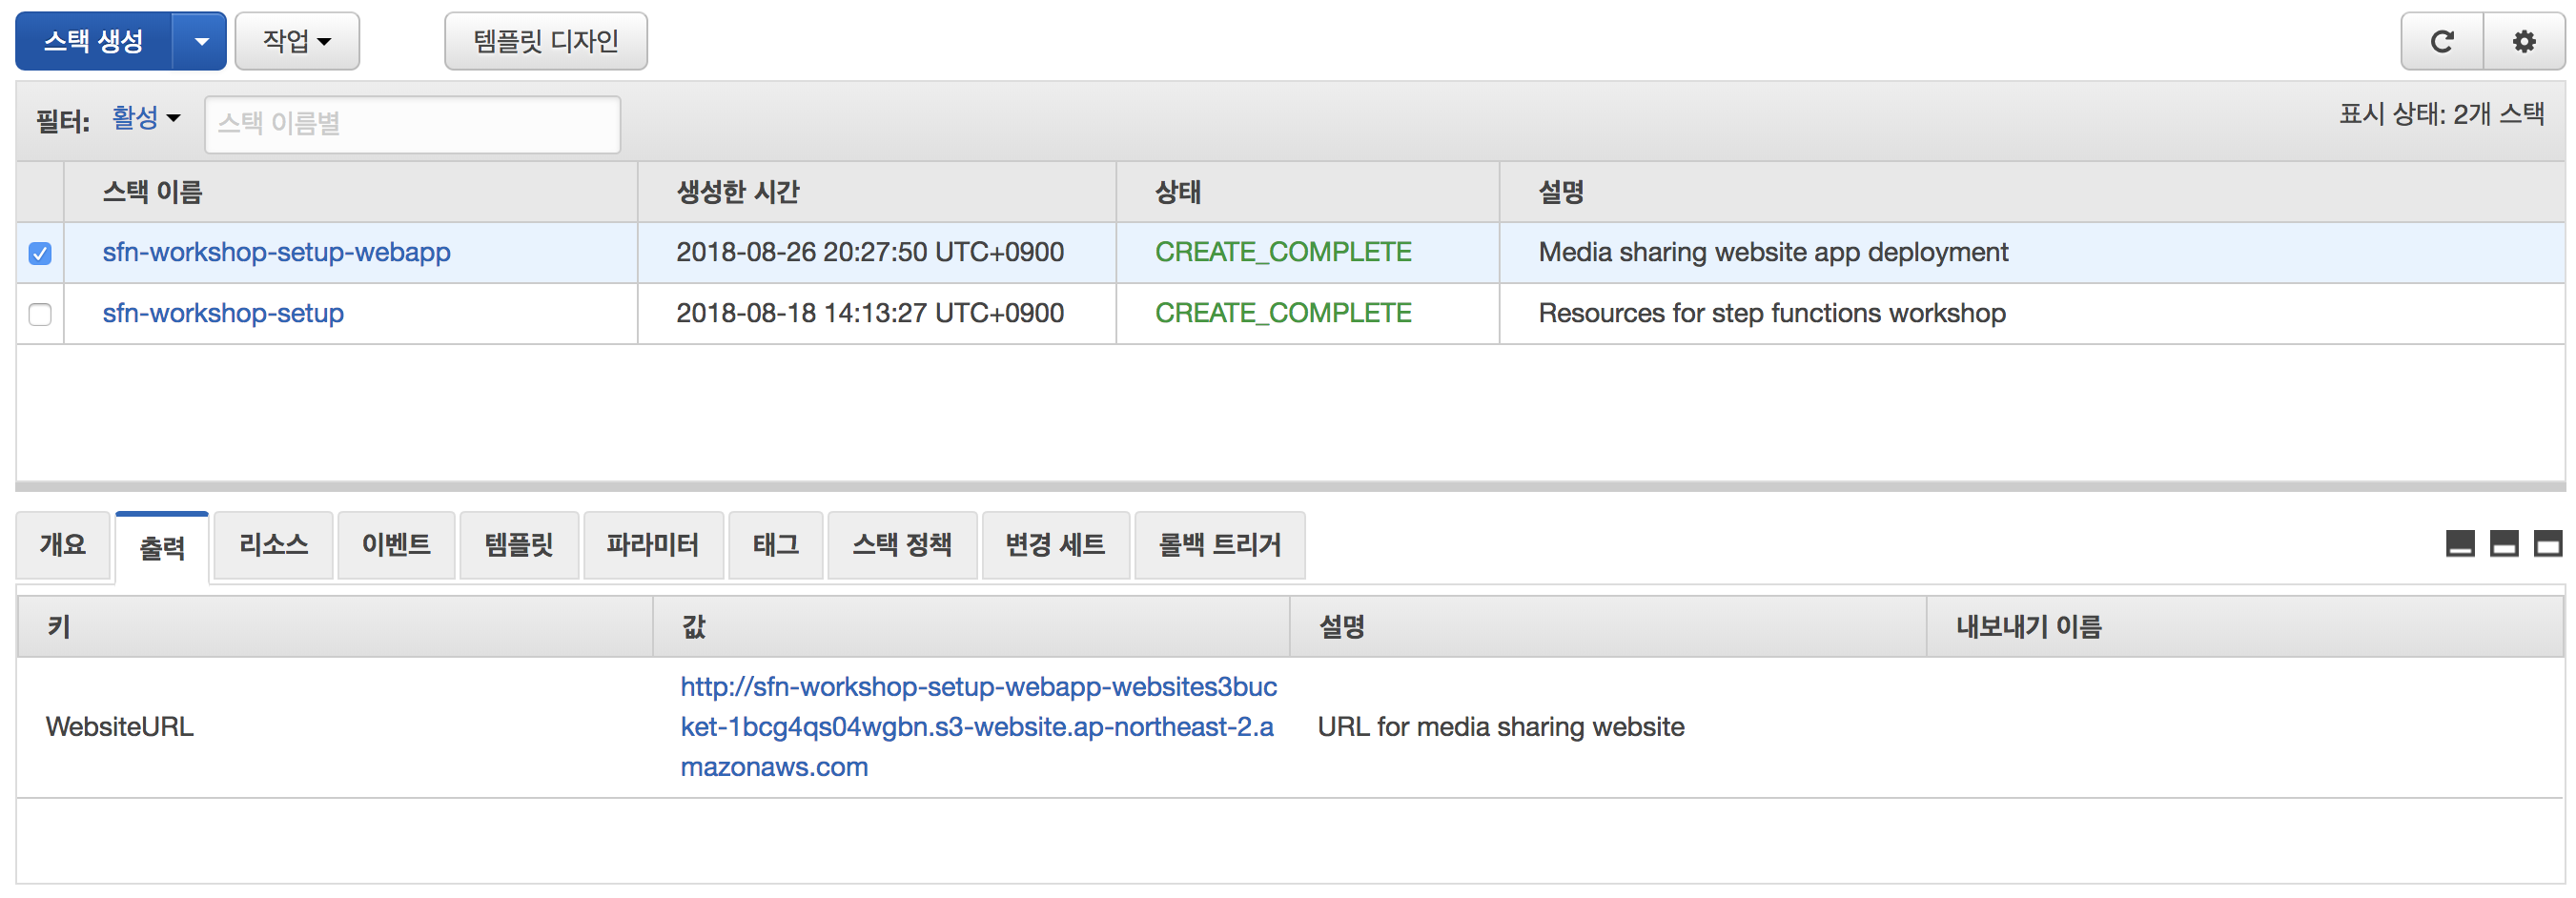 스택 생성 작업 템플릿 디자인
필터: 활성 스택 이름별 표시 상태: 2개 스택
스택 이름 생성한 시간 상태 설명
sfn-workshop-setup-webapp 2018-08-26 20:27:50 UTC+0900 CREATE_COMPLETE Media sharing website app deployment
sfn-workshop-setup 2018-08-18 14:13:27 UTC+0900 CREATE_COMPLETE Resources for step functions workshop
개요 출력 리소스 이벤트 템플릿 파라미터 태그 스택 정책 변경 세트 롤백 트리거
키 값 설명 내보내기 이름
http://sfn-workshop-setup-webapp-websites3buc
WebsiteURL ket-1bcg4qs04wgbn.s3-website.ap-northeast-2.a URL for media sharing website
mazonaws.com